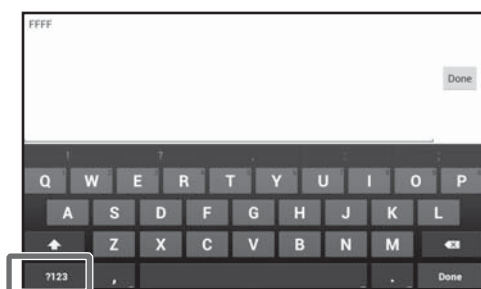 FFFF
Done
! ? , : ;
Q W E R T Y U I O P
A S D F G H J K L
Z X C V B N M
?123 , . Done